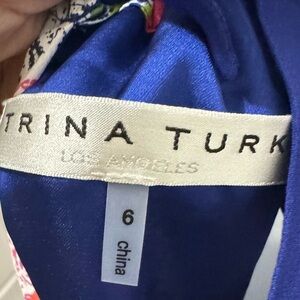 TRINA TURK
LOS ANGELES
6
china